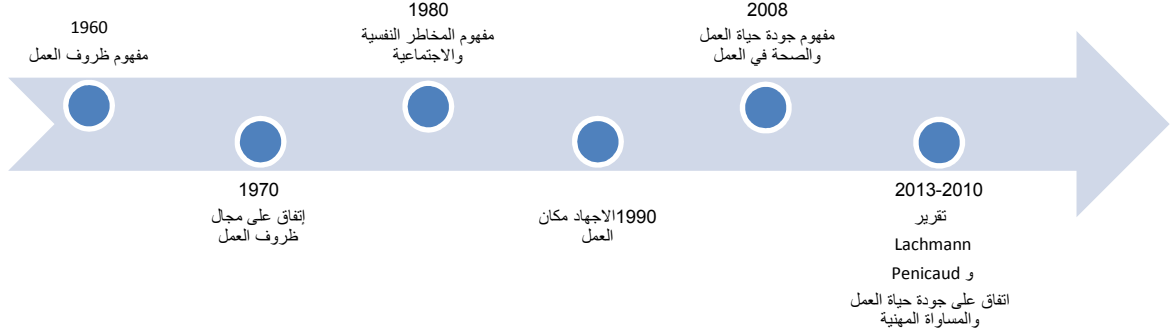 1960
مفهوم ظروف العمل
1970
إتفاق على مجال
ظروف العمل
1980
مفهوم المخاطر النفسية
والاجتماعية
1990الاجهاد مكان
العمل
2008
مفهوم جودة حياة العمل
والصحة في العمل
2013-2010
تقرير
Lachmann
و Penicaud
اتفاق على جودة حياة العمل
والمساواة المهنية